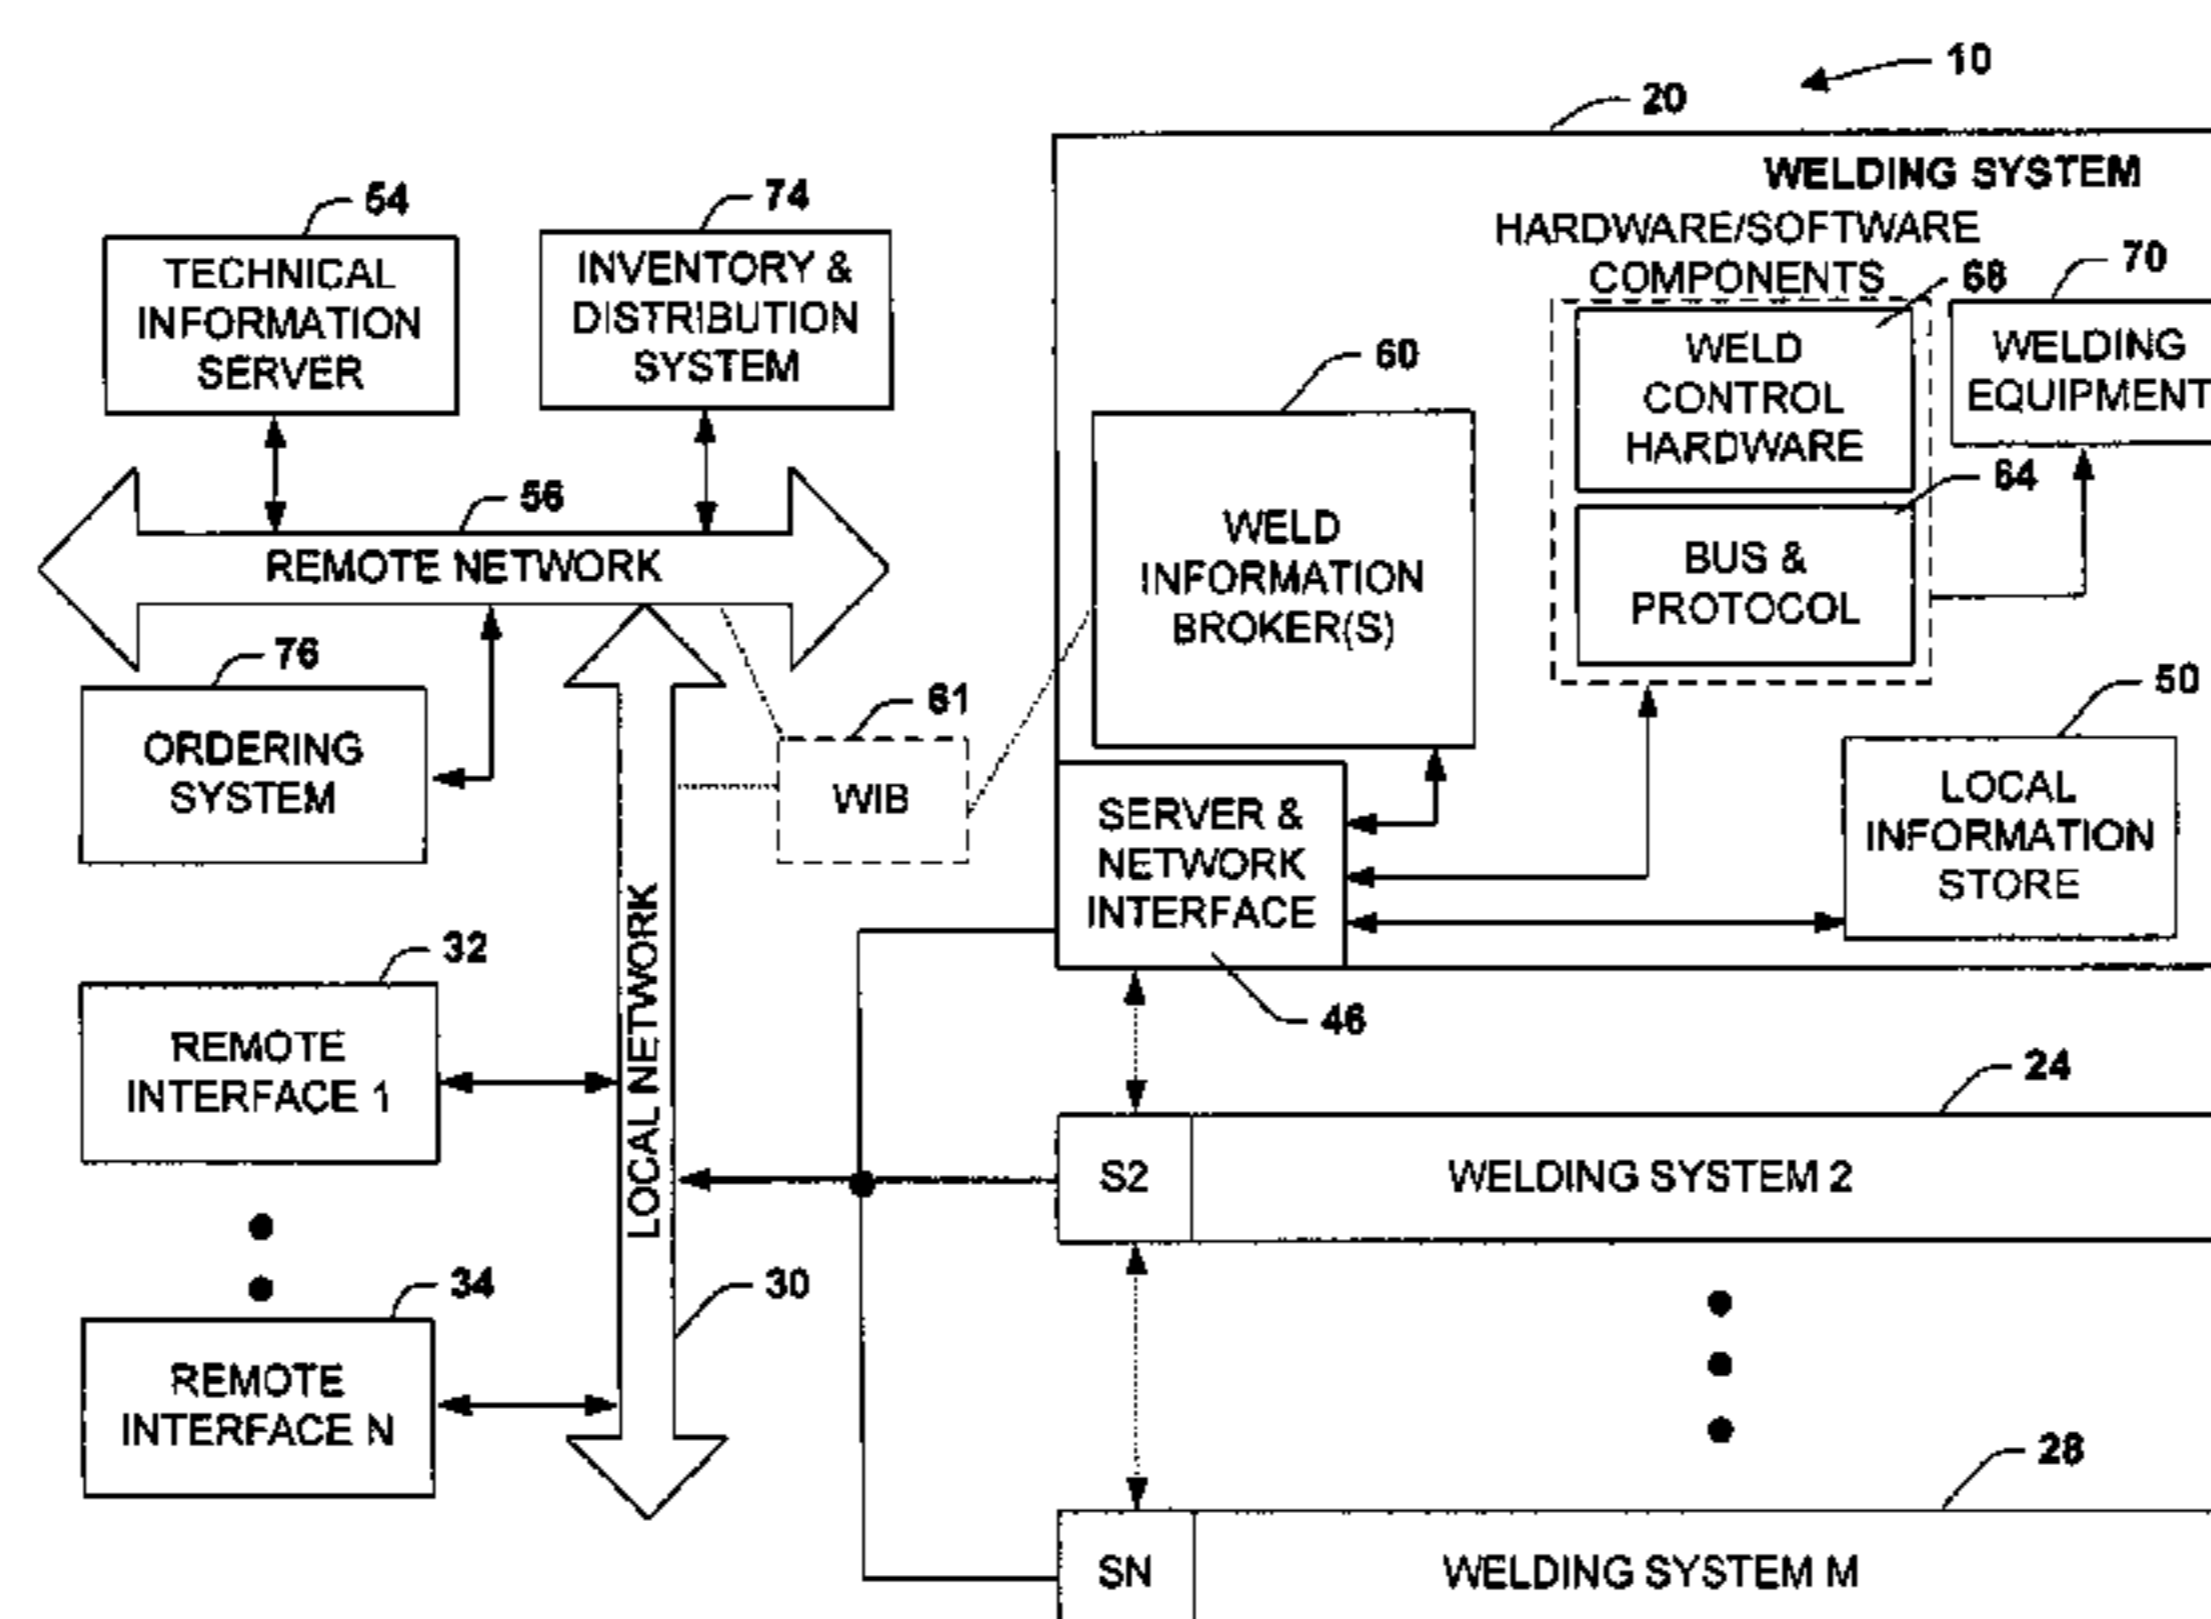 10
20
WELDING SYSTEM
54
74
HARDWARE/SOFTWARE
COMPONENTS
68
70
TECHNICAL
INFORMATION
SERVER
INVENTORY &
DISTRIBUTION
SYSTEM
60
WELD
CONTROL
HARDWARE
WELDING
EQUIPMENT
64
56
REMOTE NETWORK
WELD
INFORMATION
BROKER(S)
BUS &
PROTOCOL
76
61
50
ORDERING
SYSTEM
WIB
SERVER &
NETWORK
INTERFACE
LOCAL
INFORMATION
STORE
32
LOCAL NETWORK
46
REMOTE
INTERFACE 1
24
S2
WELDING SYSTEM 2
34
30
REMOTE
INTERFACE N
28
SN
WELDING SYSTEM M